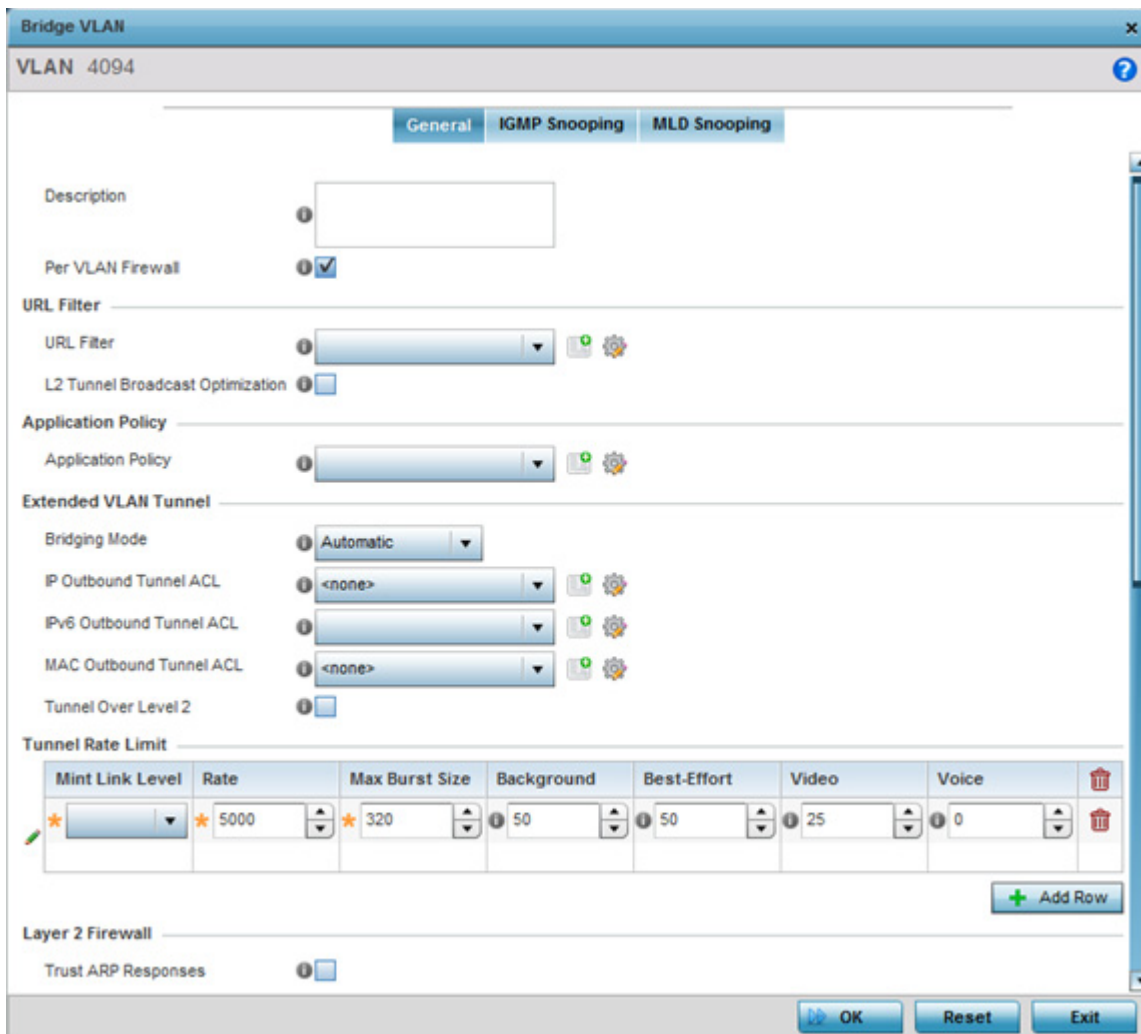 Bridge VLAN
VLAN 4094
General IGMP Snooping MLD Snooping
Description
Per VLAN Firewall
URL Filter
URL Filter
L2 Tunnel Broadcast Optimization
Application Policy
Application Policy
Extended VLAN Tunnel
Bridging Mode Automatic
IP Outbound Tunnel ACL <none>
IPv6 Outbound Tunnel ACL
MAC Outbound Tunnel ACL <none>
Tunnel Over Level 2
Tunnel Rate Limit
Mint Link Level Rate Max Burst Size Background Best-Effort Video Voice
5000 320 50 50 25 0
Add Row
Layer 2 Firewall
Trust ARP Responses
OK Reset Exit